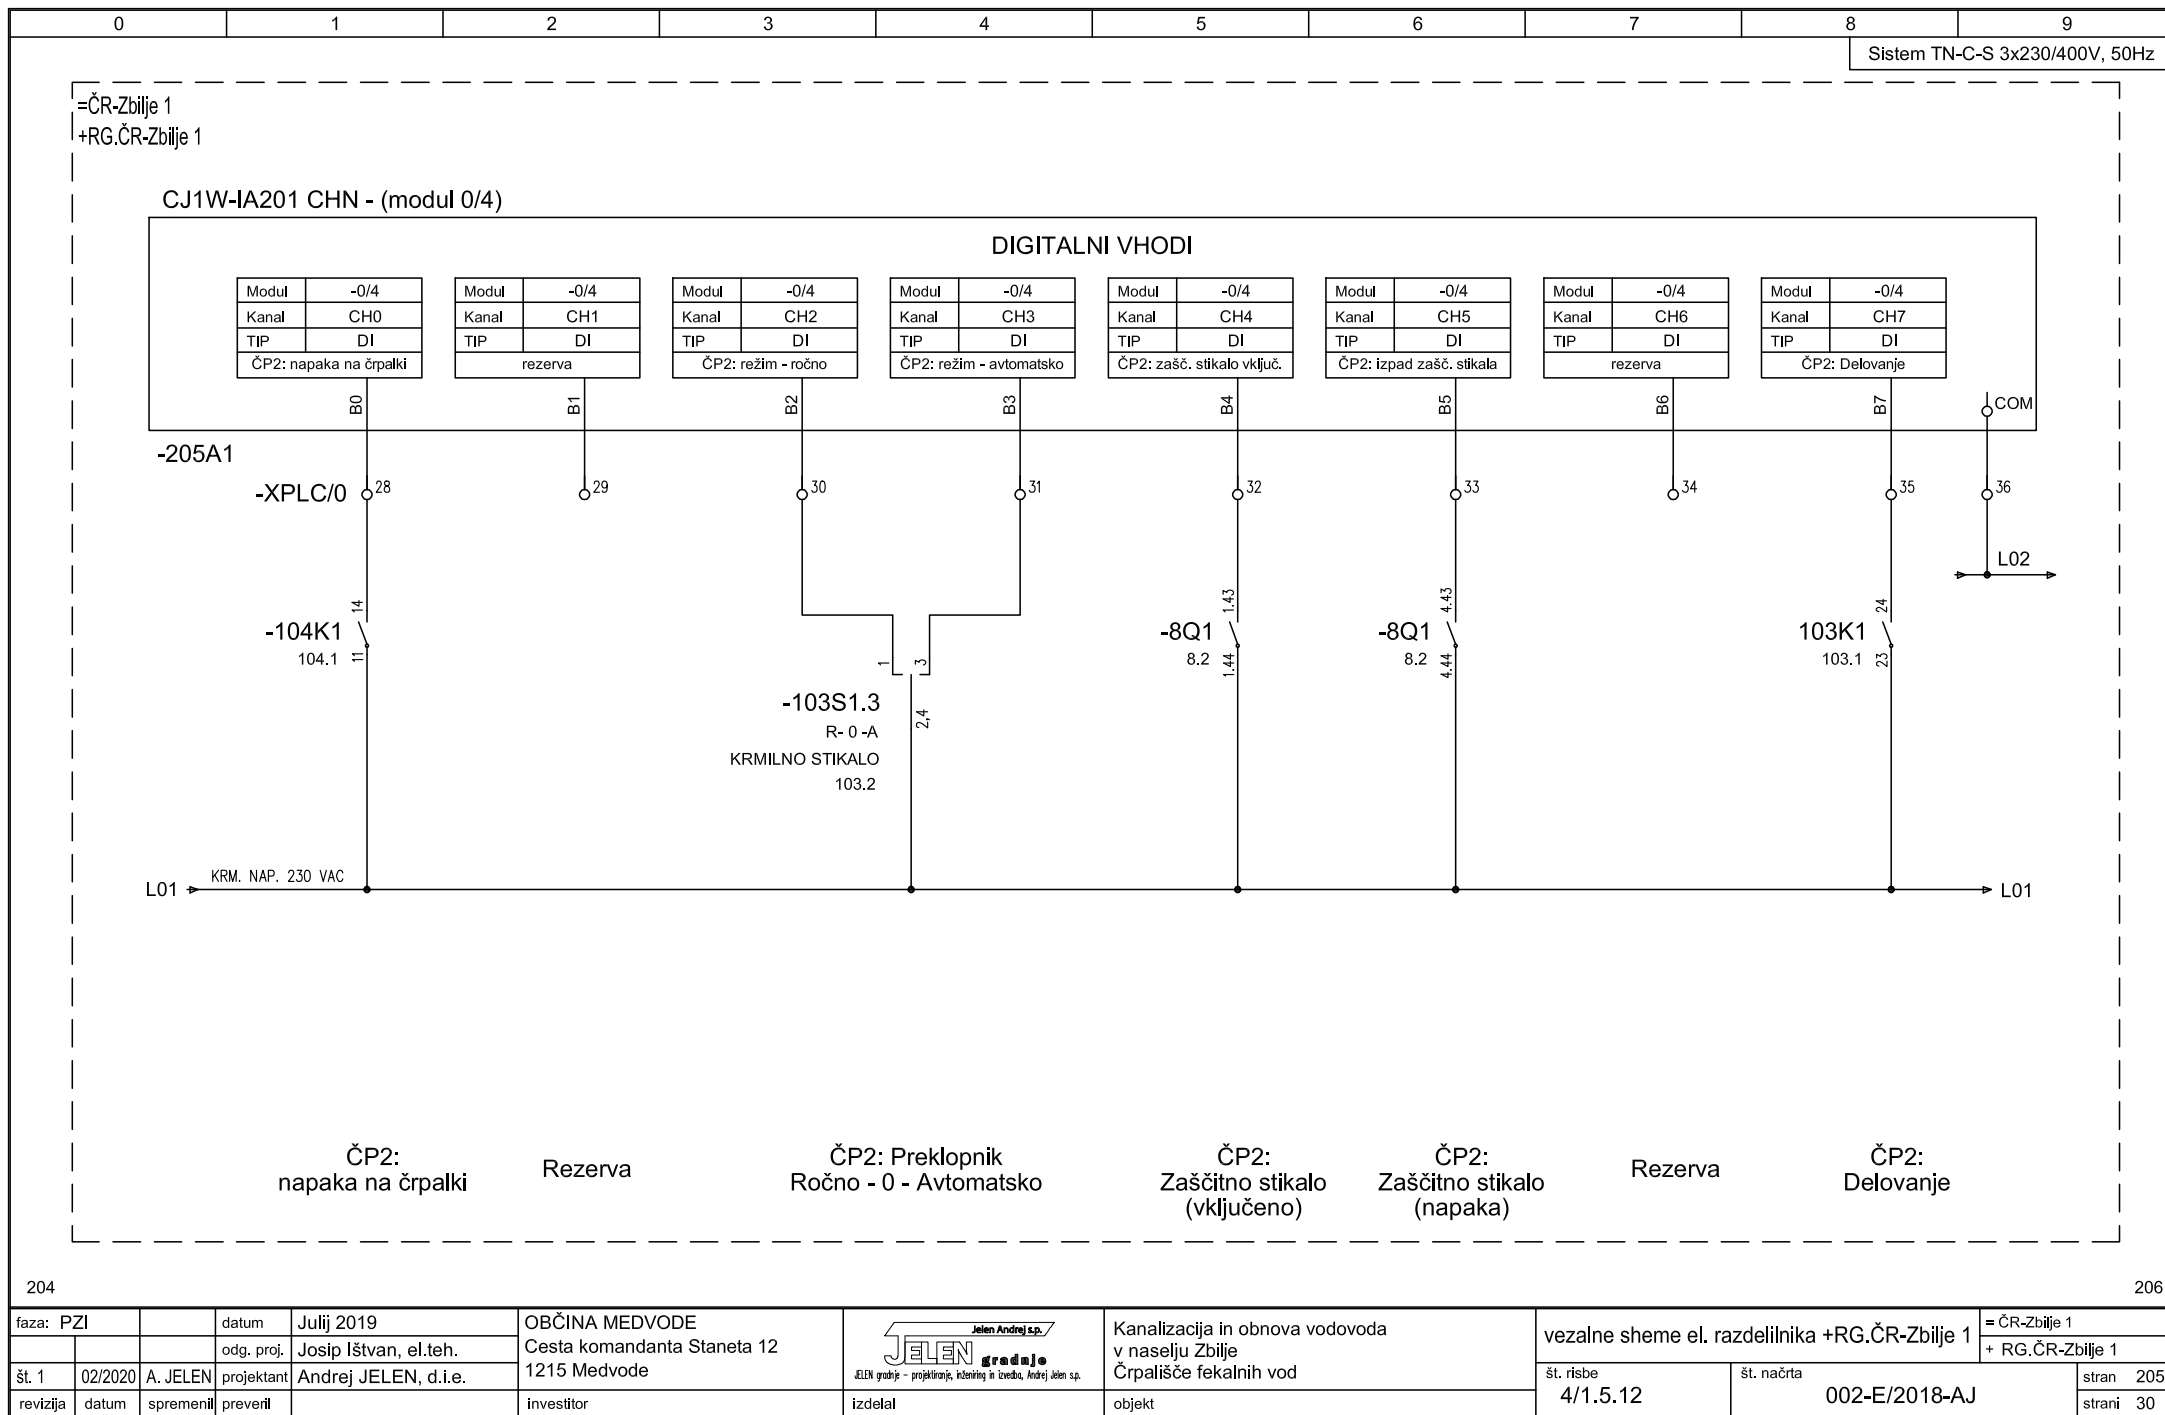 0 1 2 3 4 5 6 7 8 9
Sistem TN-C-S 3x230/400V, 50Hz
=ČR-Zbilje 1
+RG.ČR-Zbilje 1
CJ1W-IA201 CHN - (modul 0/4)
DIGITALNI VHODI
Modul -0/4 Modul -0/4 Modul -0/4 Modul -0/4 Modul -0/4 Modul -0/4 Modul -0/4 Modul -0/4
Kanal CH0 Kanal CH1 Kanal CH2 Kanal CH3 Kanal CH4 Kanal CH5 Kanal CH6 Kanal CH7
TIP DI TIP DI TIP DI TIP DI TIP DI TIP DI TIP DI TIP DI
ČP2: napaka na črpalki rezerva ČP2: režim - ročno ČP2: režim - avtomatsko ČP2: zašč. stikalo vključ. ČP2: izpad zašč. stikala rezerva ČP2: Delovanje
B0 B1 B2 B3 B4 B5 B6 B7 COM
-205A1
-XPLC/0 28 29 30 31 32 33 34 35 36
L02
14 1.43 4.43 24
-104K1 -8Q1 -8Q1 103K1
104.1 11 1 3 8.2 1.44 8.2 4.44 103.1 23
-103S1.3
2,4
R- 0 -A
KRMILNO STIKALO
103.2
L01 KRM. NAP. 230 VAC L01
ČP2:
napaka na črpalki
Rezerva
ČP2: Preklopnik
Ročno - 0 - Avtomatsko
ČP2:
Zaščitno stikalo
(vključeno)
ČP2:
Zaščitno stikalo
(napaka)
Rezerva
ČP2:
Delovanje
204 206
faza: PZI datum Julij 2019
odg. proj. Josip Ištvan, el.teh.
št. 1 02/2020 A. JELEN projektant Andrej JELEN, d.i.e.
revizija datum spremenil preveril
OBČINA MEDVODE
Cesta komandanta Staneta 12
1215 Medvode
investitor
Jelen Andrej s.p.
JELEN gradnje
JELEN gradnje - projektiranje, inženiring in izvedba, Andrej Jelen s.p.
izdelal
Kanalizacija in obnova vodovoda
v naselju Zbilje
Črpališče fekalnih vod
objekt
vezalne sheme el. razdelilnika +RG.ČR-Zbilje 1
= ČR-Zbilje 1
+ RG.ČR-Zbilje 1
št. risbe
4/1.5.12
št. načrta
002-E/2018-AJ
stran 205
strani 30